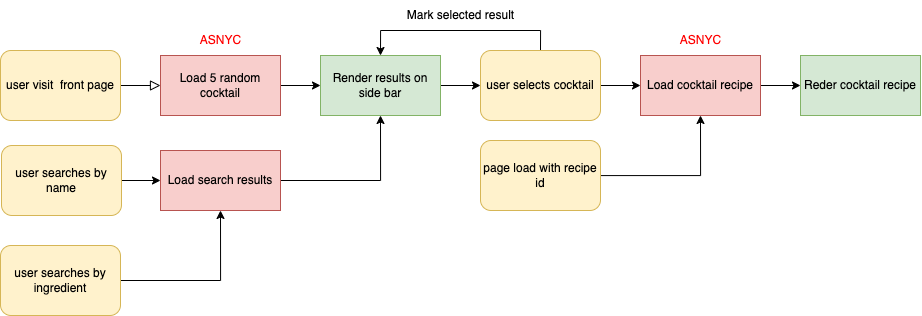 Mark selected result
ASNYC
ASNYC
user visit  front page
Load 5 random
cocktail
Render results on
side bar
user selects cocktail
Load cocktail recipe
Reder cocktail recipe
user searches by
name
Load search results
page load with recipe
id
user searches by
ingredient